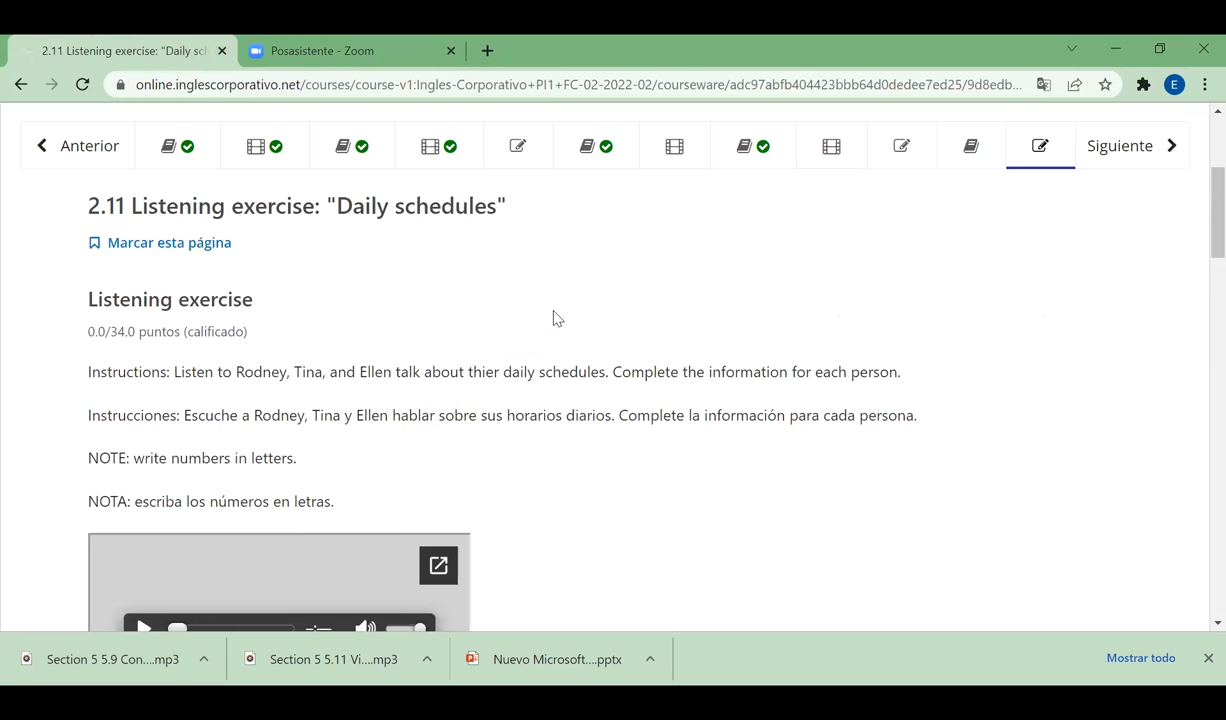 2.11 Listening exercise: "Daily sch
Posasistente - Zoom
online.inglescorporativo.net/courses/course-v1:Ingles-Corporativo+PI1+FC-02-2022-02/courseware/adc97abfb404423bbb64d0dedee7ed25/9d8edb...
E
Anterior
Siguiente
2.11 Listening exercise: "Daily schedules"
Marcar esta página
Listening exercise
0.0/34.0 puntos (calificado)
Instructions: Listen to Rodney, Tina, and Ellen talk about thier daily schedules. Complete the information for each person.
Instrucciones: Escuche a Rodney, Tina y Ellen hablar sobre sus horarios diarios. Complete la información para cada persona.
NOTE: write numbers in letters.
NOTA: escriba los números en letras.
Section 5 5.9 Con....mp3
Section 5 5.11 Vi....mp3
Nuevo Microsoft....pptx
Mostrar todo